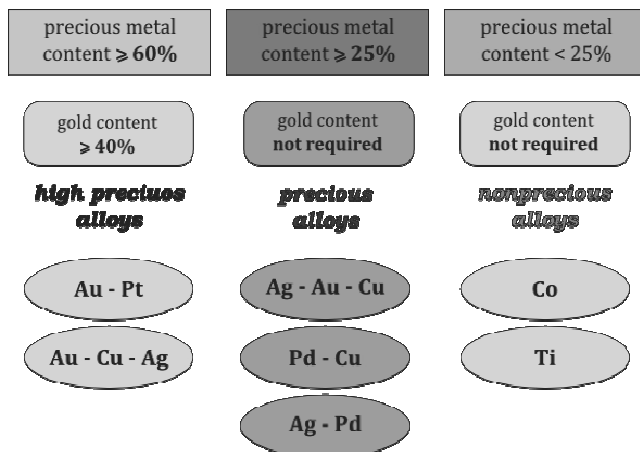 precious metal
content ⩾ 60%
gold content
⩾ 40%
high preciuos
alloys
Au - Pt
Au - Cu - Ag
precious metal
content ⩾ 25%
gold content
not required
precious
alloys
Ag - Au - Cu
Pd - Cu
Ag - Pd
precious metal
content < 25%
gold content
not required
nonprecious
alloys
Co
Ti